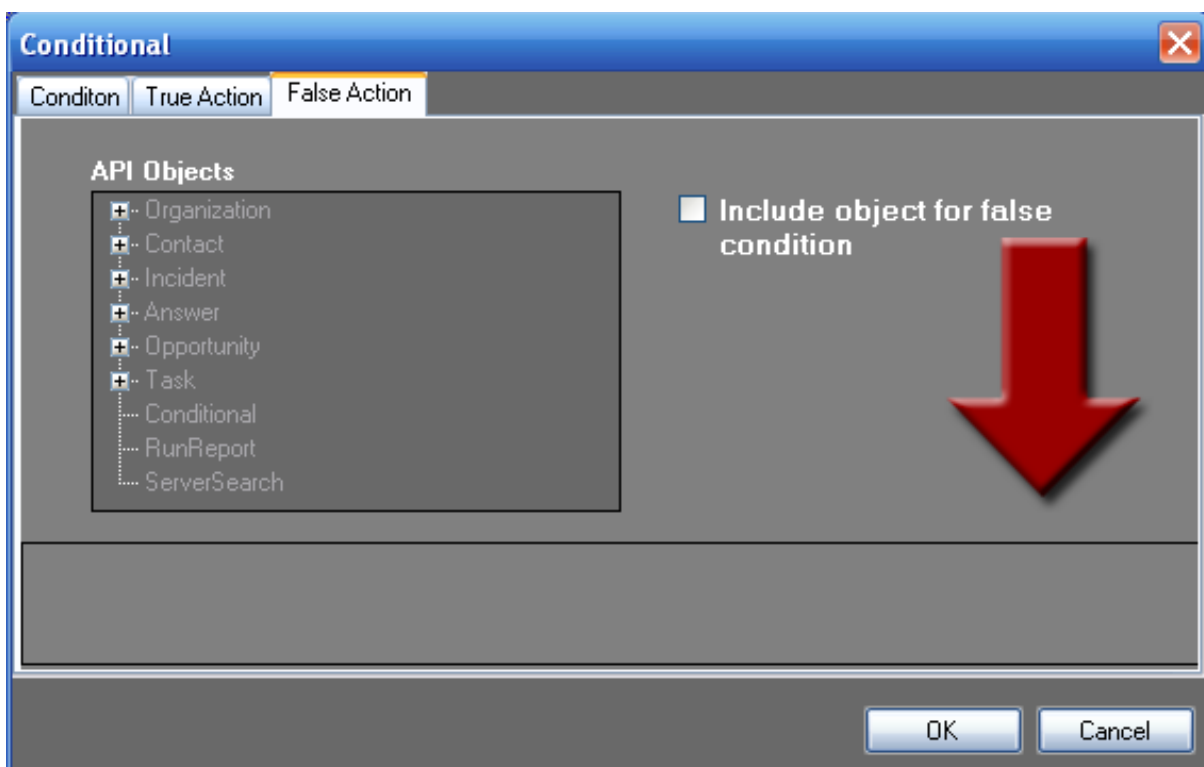 Conditional
Conditon True Action False Action
API Objects
Organization
Contact
Incident
Answer
Opportunity
Task
Conditional
RunReport
ServerSearch
Include object for false
condition
OK Cancel